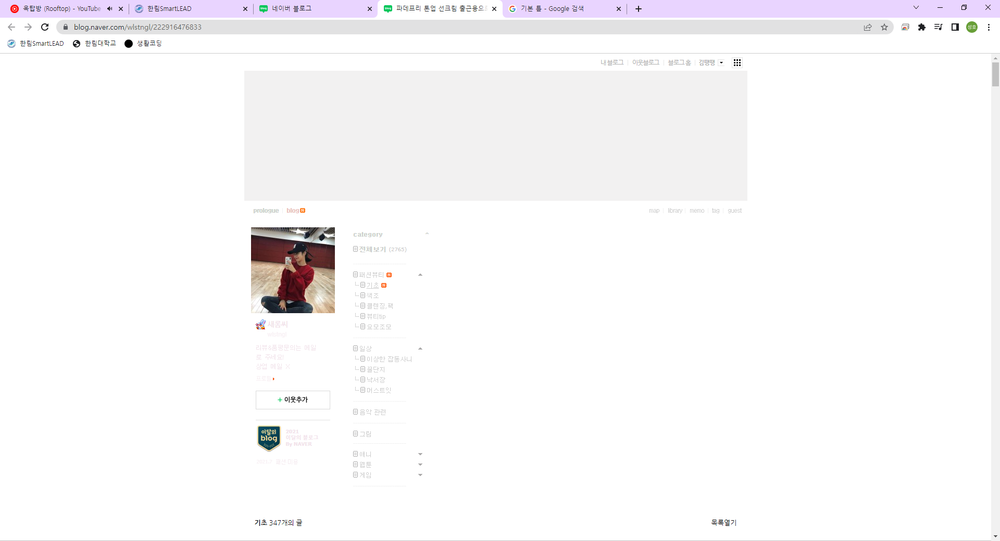 옥탑방 (Rooftop) - YouTube
한림SmartLEAD
네이버 블로그
파데프리 톤업 선크림 출근용으로
기본 틀 - Google 검색
blog.naver.com/wlstngl/222916476833
성호
한림SmartLEAD
한림대학교
생활코딩
내 블로그
이웃블로그
블로그 홈
김땡땡
prologue
blog
map
library
memo
tag
guest
category
전체보기 (2765)
패션뷰티
기초
색조
클렌징,팩
뷰티tip
요모조모
새롬씨
wlstngl
리뷰&품평문의는 메일
로 주세요!
상업 메일 X
프로필
+ 이웃추가
이달의
blog
2021
이달의 블로그
By NAVER
2021.7 패션·미용
일상
이상한 잡동사니
꿀단지
낙서장
머스트잇
음악 관련
그림
애니
웹툰
게임
기초 347개의 글
목록열기